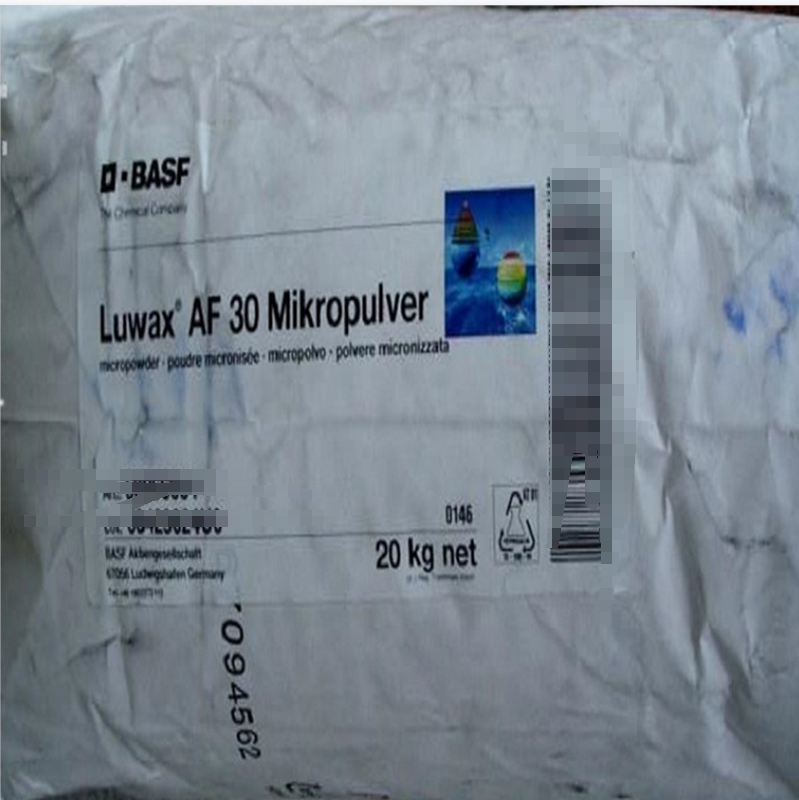 BASF
The Chemical Company
Luwax® AF 30 Mikropulver
micropowder · poudre micronisée · micropolvo · polvere micronizzata
0146
BASF Aktiengesellschaft
20 kg net
67056 Ludwigshafen Germany
094562